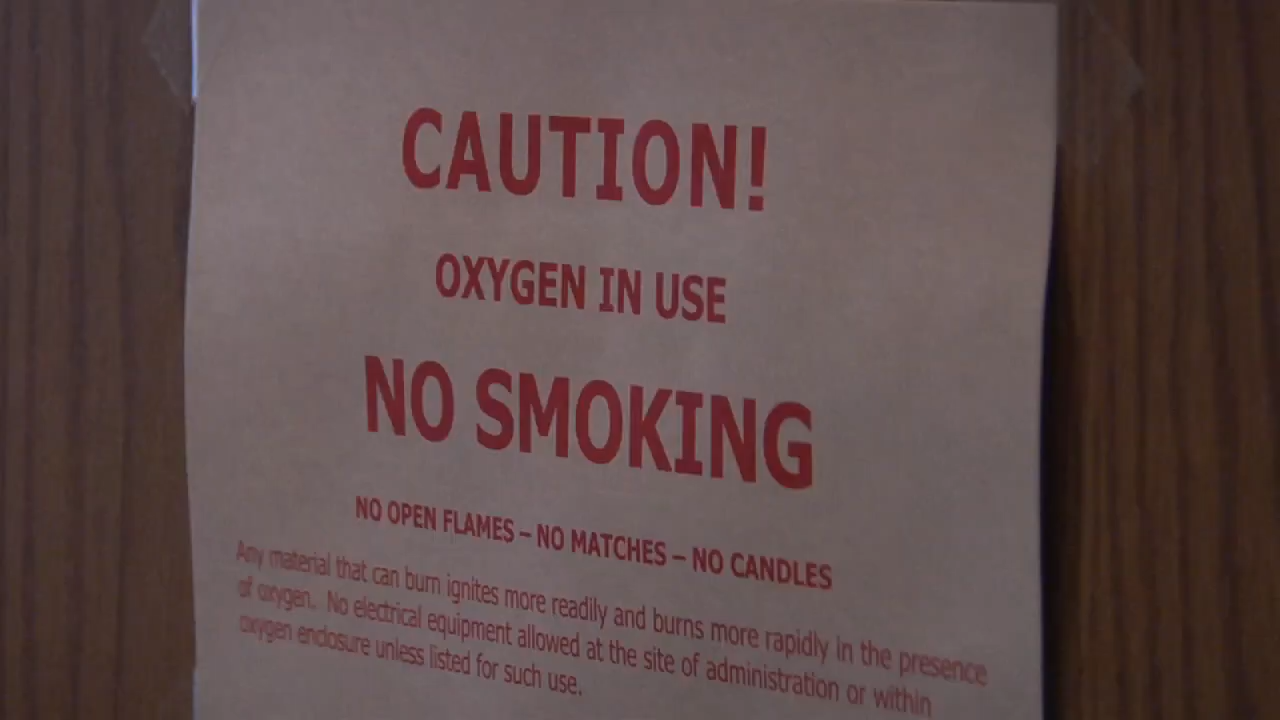 CAUTION!
OXYGEN IN USE
NO SMOKING
NO OPEN FLAMES – NO MATCHES – NO CANDLES
Any material that can burn ignites more readily and burns more rapidly in the presence
of oxygen. No electrical equipment allowed at the site of administration or within
oxygen enclosure unless listed for such use.